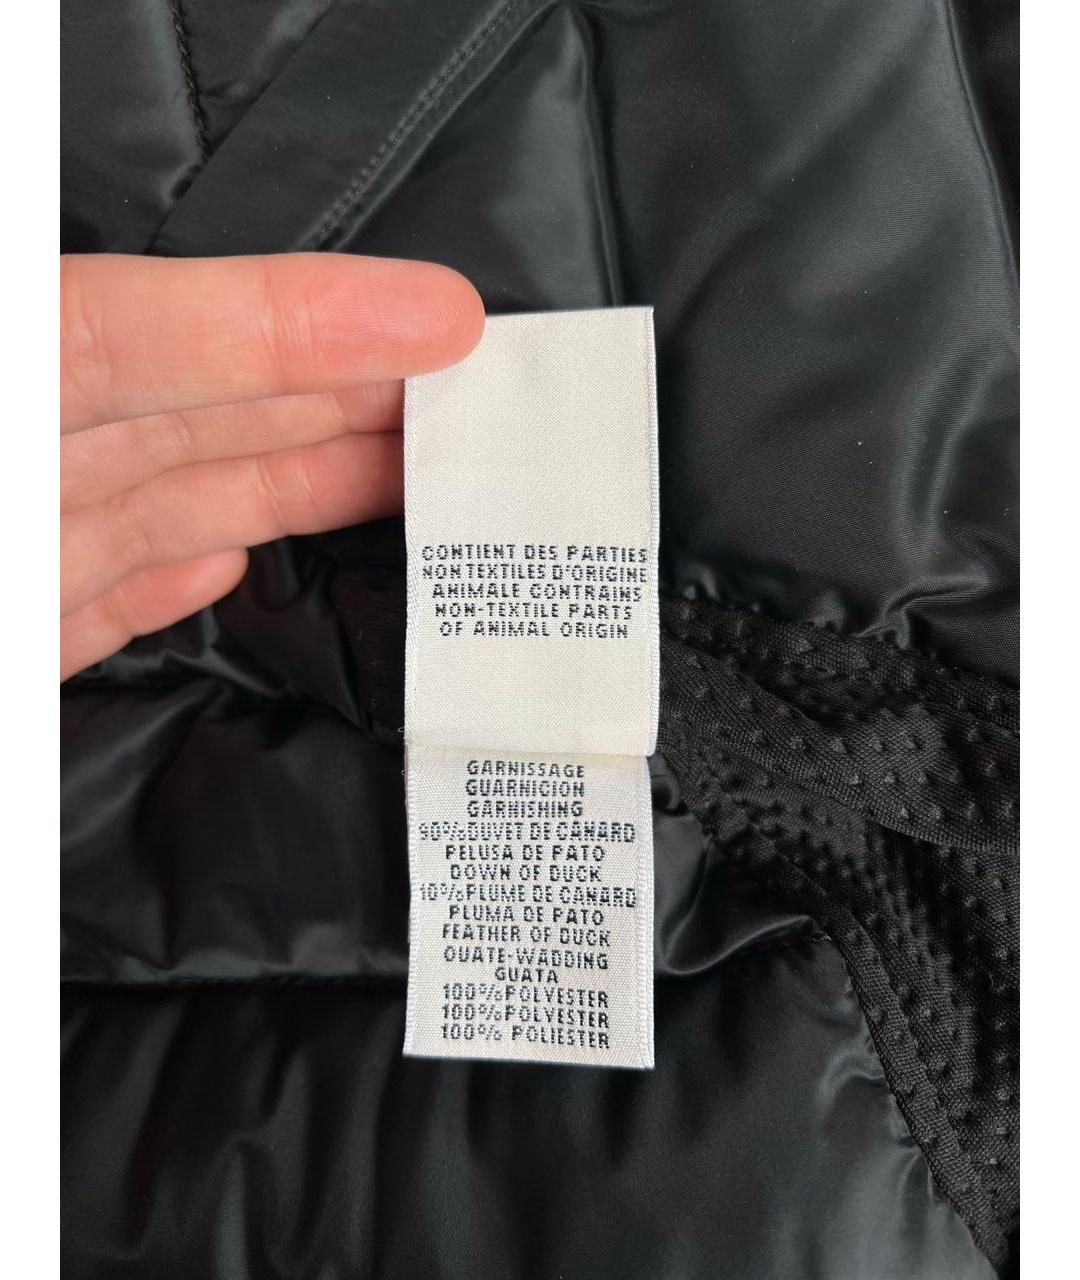 CONTIENT DES PARTIES
NON TEXTILES D'ORIGINE
ANIMALE CONTRAINS
NON-TEXTILE PARTS
OF ANIMAL ORIGIN
GARNISSAGE
GUARNICION
GARNISHING
90%DUVET DE CANARD
PELUSA DE PATO
DOWN OF DUCK
10%PLUME DE CANARD
PLUMA DE PATO
FEATHER OF DUCK
OUATE-WADDING
GUATA
100%POLYESTER
100%POLYESTER
100% POLIESTER